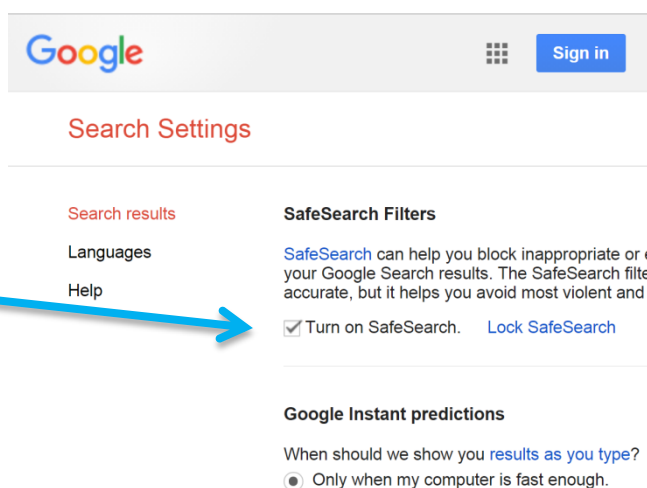 Google
Sign in
Search Settings
Search results
Languages
Help
SafeSearch Filters
SafeSearch can help you block inappropriate or
your Google Search results. The SafeSearch
accurate, but it helps you avoid most violent and
Turn on SafeSearch. Lock SafeSearch
Google Instant predictions
When should we show you results as you type?
Only when my computer is fast enough.